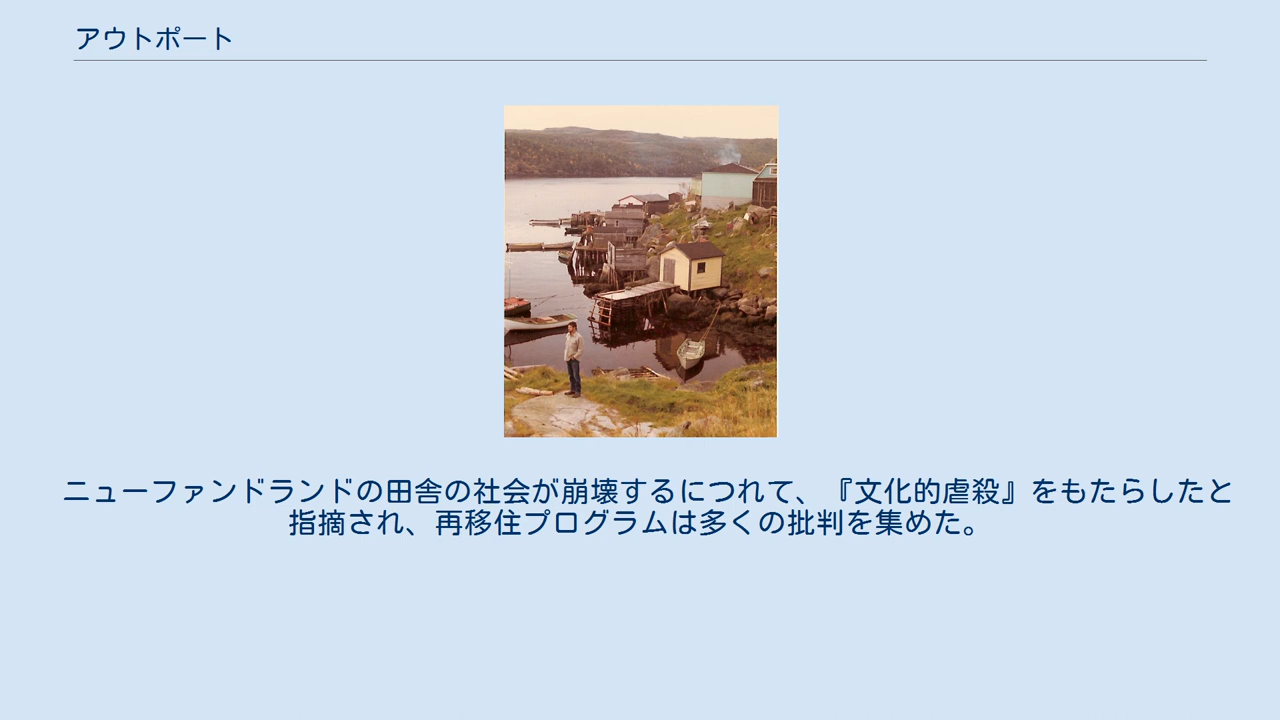 アウトポート
ニューファンドランドの田舎の社会が崩壊するにつれて、『文化的虐殺』をもたらしたと
指摘され、再移住プログラムは多くの批判を集めた。